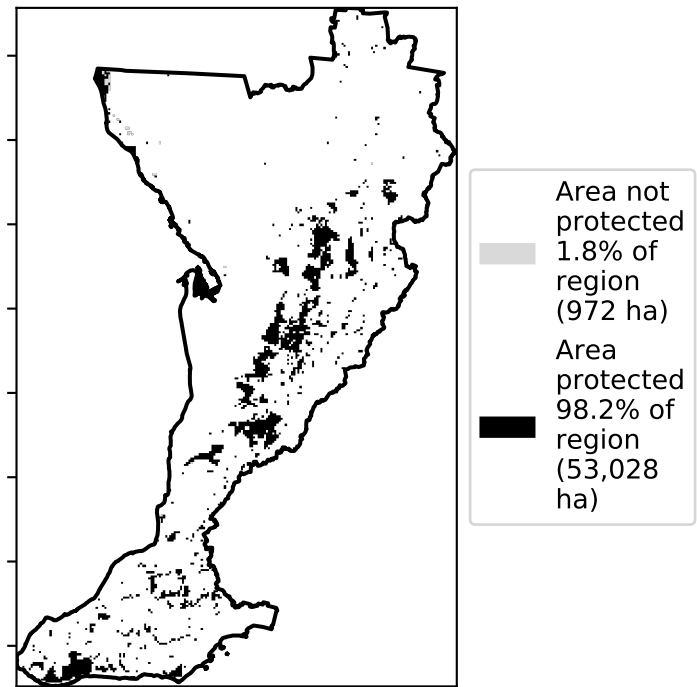 Area not
protected
1.8% of
region
(972 ha)
Area
protected
98.2% of
region
(53,028
ha)